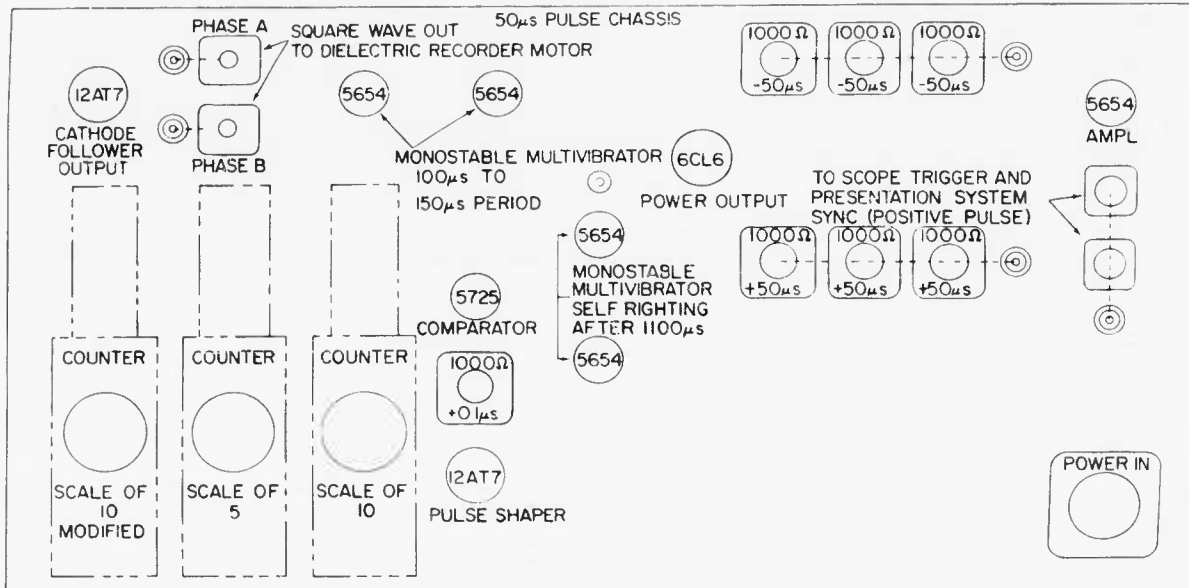 50μs PULSE CHASSIS
PHASE A
SQUARE WAVE OUT
TO DIELECTRIC RECORDER MOTOR
12AT7
CATHODE
FOLLOWER
OUTPUT
PHASE B
5654
5654
MONOSTABLE MULTIVIBRATOR
100μs TO
150μs PERIOD
6CL6
POWER OUTPUT
1000Ω
-50μs
1000Ω
-50μs
1000Ω
-50μs
5654
AMPL
TO SCOPE TRIGGER AND
PRESENTATION SYSTEM
SYNC (POSITIVE PULSE)
1000Ω
+50μs
1000Ω
+50μs
1000Ω
+50μs
5654
MONOSTABLE
MULTIVIBRATOR
SELF RIGHTING
AFTER 1100μs
5654
5725
COMPARATOR
1000Ω
+0.1μs
12AT7
PULSE SHAPER
COUNTER
SCALE OF
10
MODIFIED
COUNTER
SCALE OF
5
COUNTER
SCALE OF
10
POWER IN